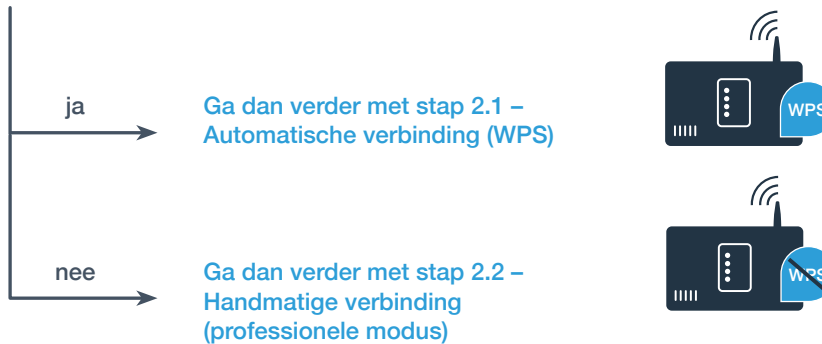 ja
Ga dan verder met stap 2.1 –
Automatische verbinding (WPS)
WPS
nee
Ga dan verder met stap 2.2 –
Handmatige verbinding
(professionele modus)
WPS